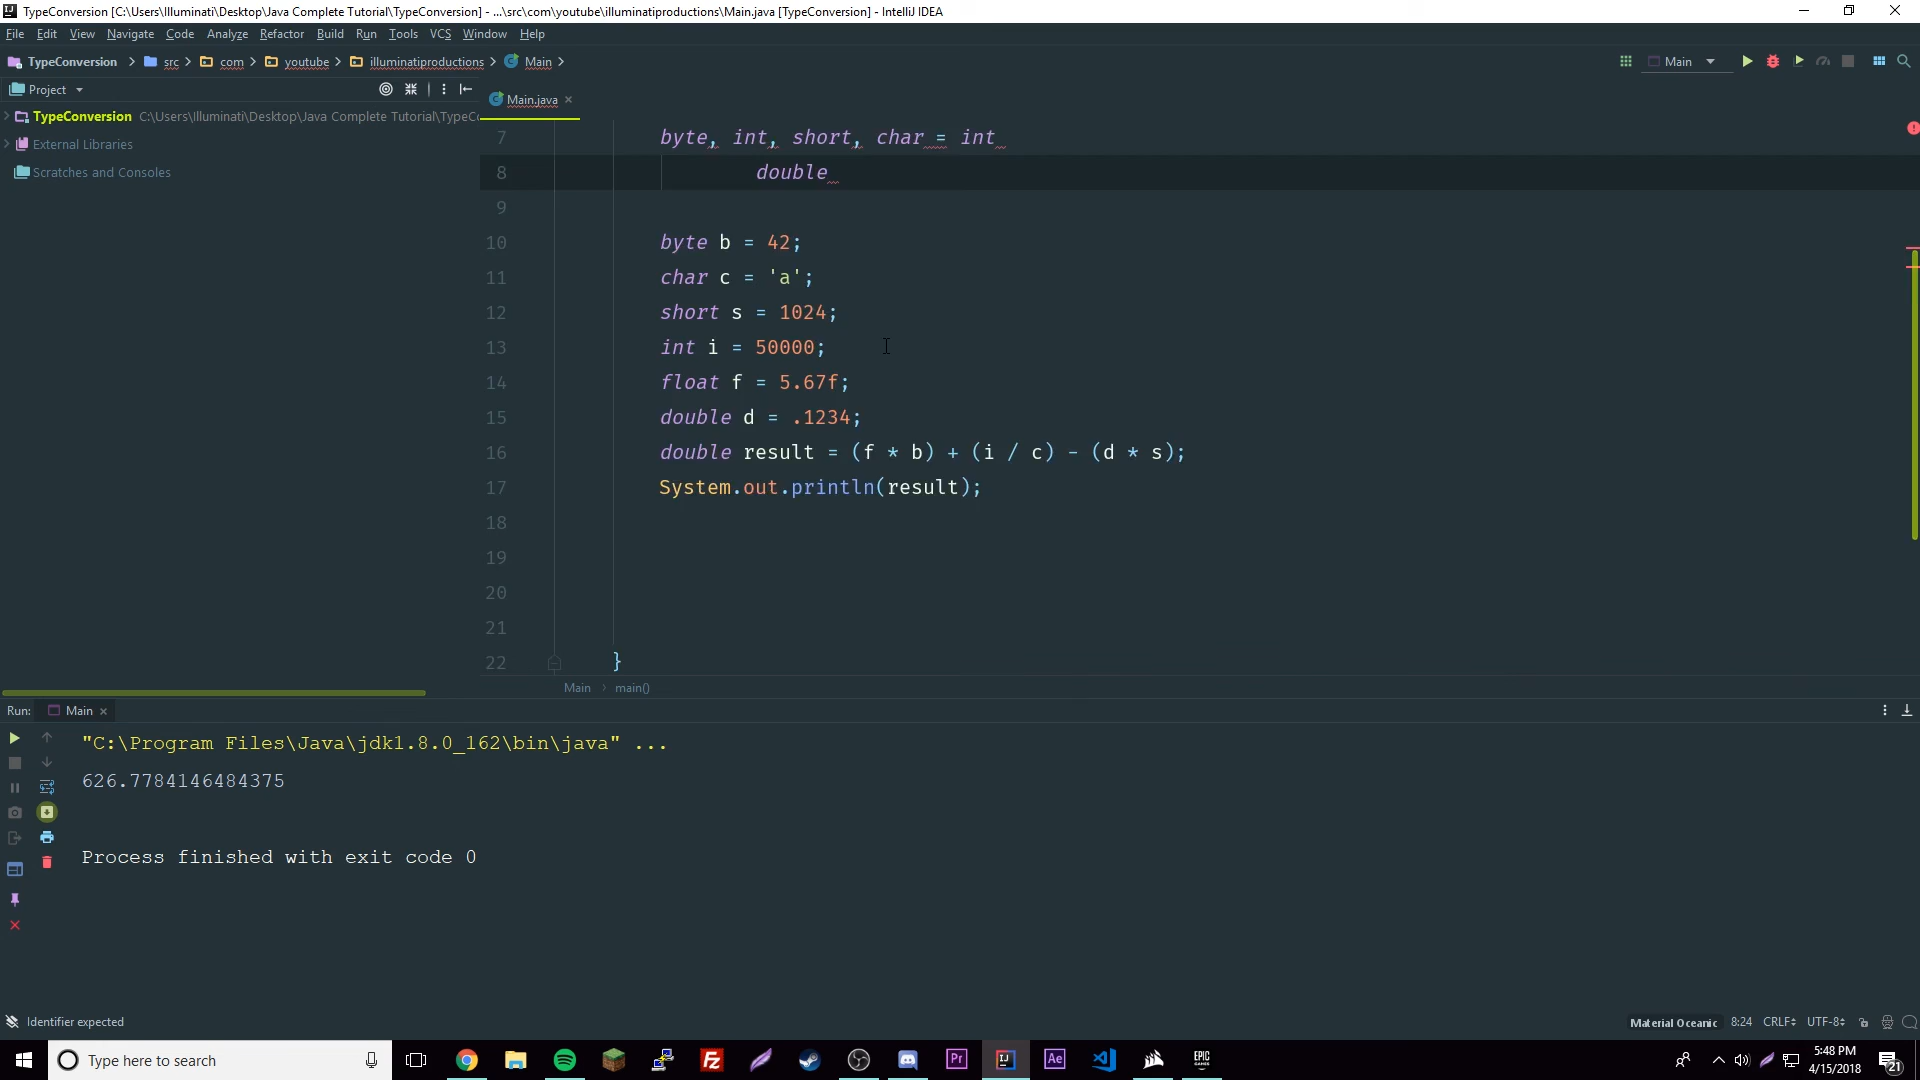 TypeConversion [C:\Users\Illuminati\Desktop\Java Complete Tutorial\TypeConversion] - ...\src\com\youtube\illuminatiproductions\Main.java [TypeConversion] - IntelliJ IDEA
File Edit View Navigate Code Analyze Refactor Build Run Tools VCS Window Help
TypeConversion src com youtube illuminatiproductions Main Main
Project Main.java
TypeConversion C:\Users\Illuminati\Desktop\Java Complete Tutorial\TypeC
External Libraries
Scratches and Consoles
7 byte, int, short, char = int
8 double
9
10 byte b = 42;
11 char c = 'a';
12 short s = 1024;
13 int i = 50000;
14 float f = 5.67f;
15 double d = .1234;
16 double result = (f * b) + (i / c) - (d * s);
17 System.out.println(result);
18
19
20
21
22 }
Main > main()
Run: Main
"C:\Program Files\Java\jdk1.8.0_162\bin\java" ...
626.7784146484375
Process finished with exit code 0
Identifier expected Material Oceanic 8:24 CRLF UTF-8
Type here to search Pr Ae EPIC GAMES 5:48 PM
4/15/2018 21